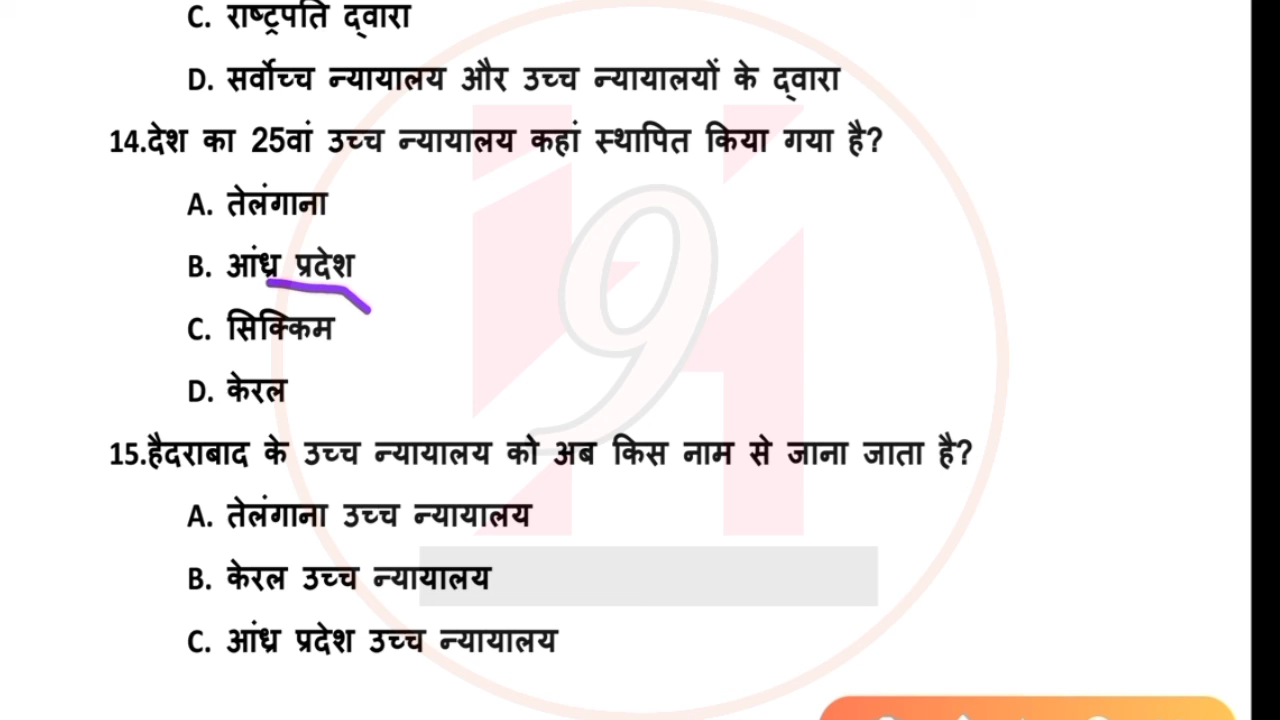 C. राष्ट्रपति द्वारा
D. सर्वोच्च न्यायालय और उच्च न्यायालयों के द्वारा
14.देश का 25वां उच्च न्यायालय कहां स्थापित किया गया है?
A. तेलंगाना
B. आंध्र प्रदेश
C. सिक्किम
D. केरल
15.हैदराबाद के उच्च न्यायालय को अब किस नाम से जाना जाता है?
A. तेलंगाना उच्च न्यायालय
B. केरल उच्च न्यायालय
C. आंध्र प्रदेश उच्च न्यायालय